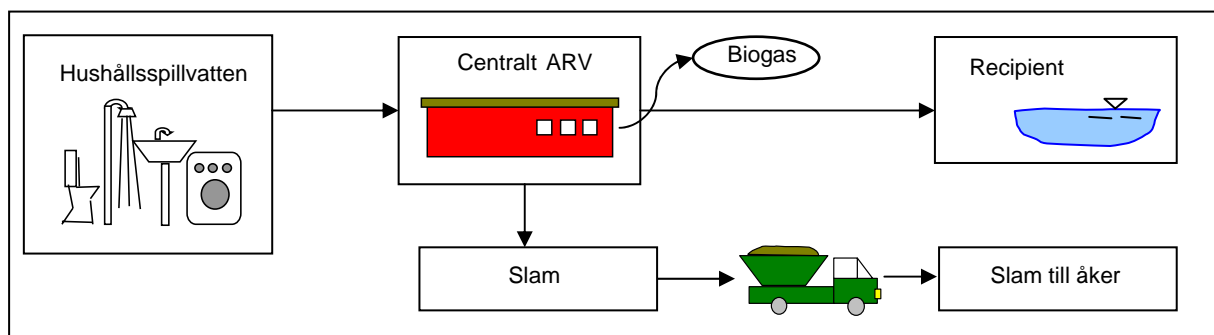 Hushållsspillvatten
Centralt ARV
Biogas
Recipient
Slam
Slam till åker